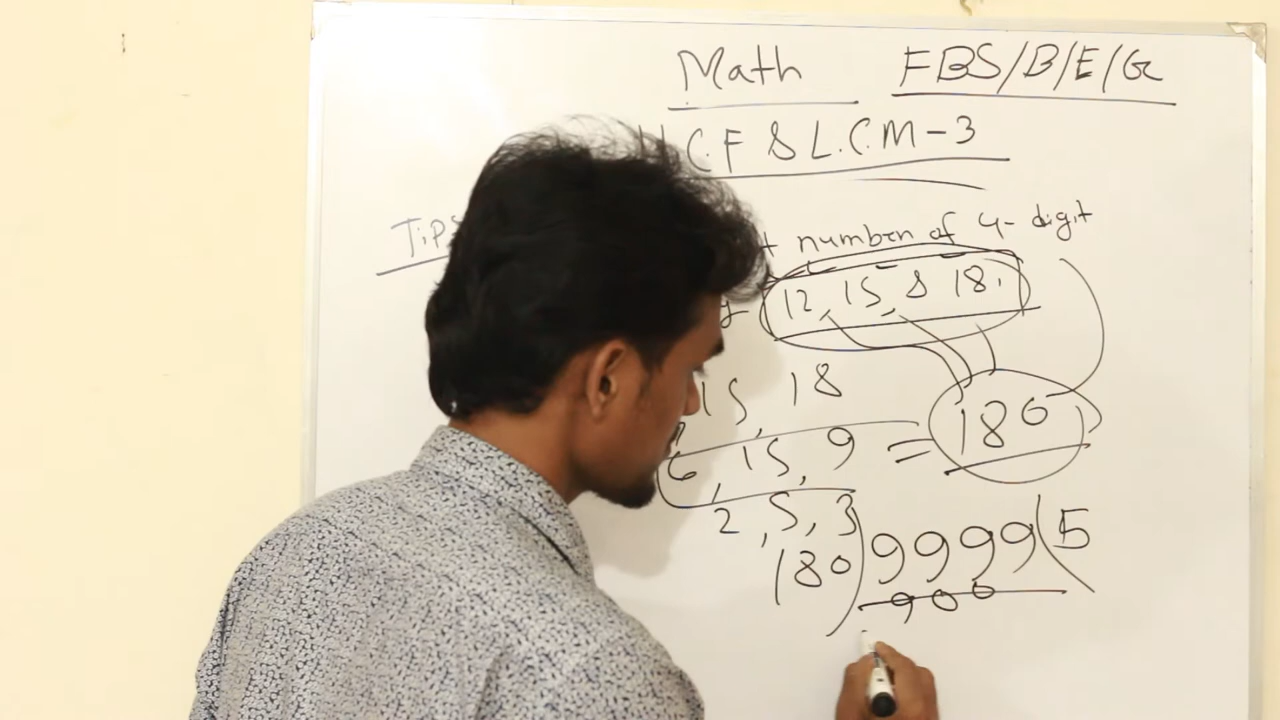 Math FBS/B/E/G
H.C.F & L.C.M-3
Tips
number of 4-digit
12, 15, & 18.
15, 18
6, 15, 9 = 180
2, 5, 3
180) 9999 (5
900